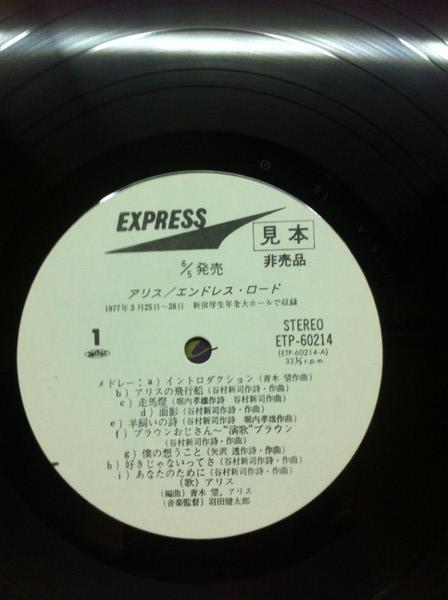 EXPRESS
見本
非売品
6/5 発売
アリス／エンドレス・ロード
1977年3月25日〜28日 新宿厚生年金大ホールで収録
1
STEREO
ETP-60214
(ETP-60214-A)
33⅓ r.p.m.
メドレー：a) イントロダクション (青木 望作曲)
b) アリスの飛行船 (谷村新司作詩・作曲)
c) 走馬燈 (堀内孝雄作詩 谷村新司作曲)
d) 面影 (谷村新司作詩・作曲)
e) 羊飼いの詩 (谷村新司作詩 堀内孝雄作曲)
f) ブラウンおじさん〜"演歌"ブラウン
(谷村新司作詩・作曲)
g) 僕の想うこと (矢沢 透作詩・作曲)
h) 好きじゃないってさ (谷村新司作詩・作曲)
i) あなたのために (谷村新司作詩・作曲)
(歌) アリス
(編曲) 青木 望，アリス
(音楽監督) 羽田健太郎